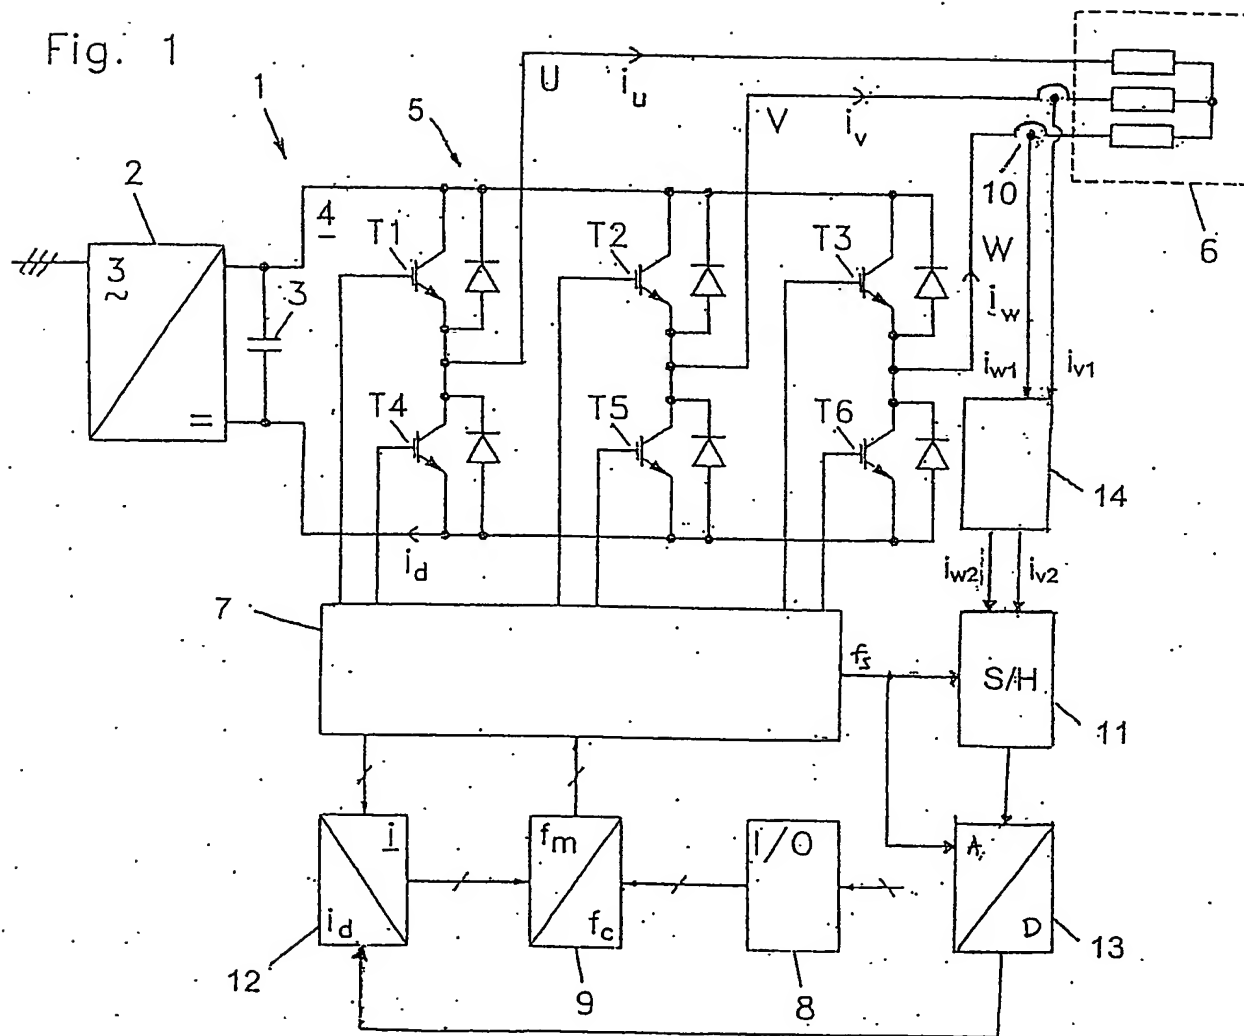 Fig. 1
1
5
U
i_u
V
i_v
10
6
2
4
T1
T2
T3
W
3
~
3
i_w
i_w1
i_v1
=
T4
T5
T6
14
i_d
i_w2
i_v2
7
f_s
S/H
11
i
i_d
f_m
f_c
I/O
A
D
12
9
8
13